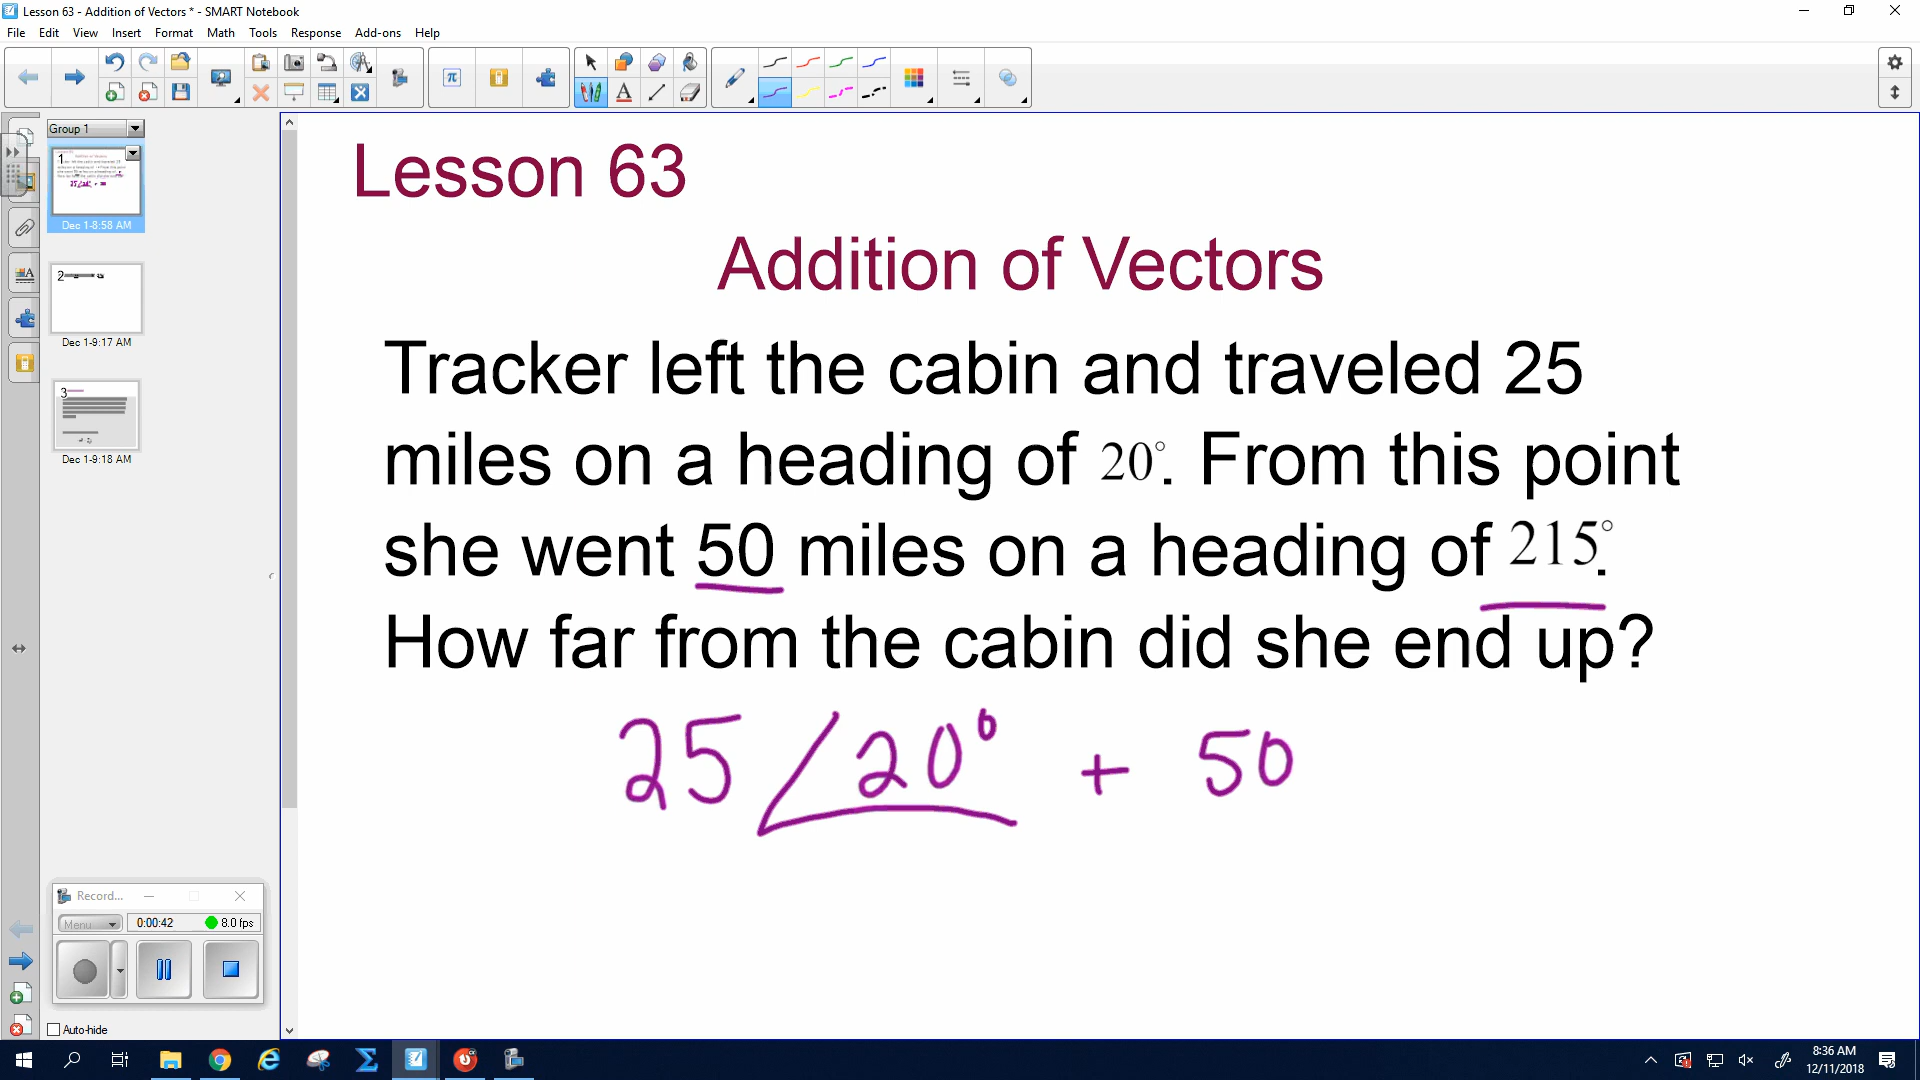 Lesson 63 - Addition of Vectors * - SMART Notebook
File Edit View Insert Format Math Tools Response Add-ons Help
Group 1
1
Dec 1-8:58 AM
2
Dec 1-9:17 AM
3
Dec 1-9:18 AM
Lesson 63
Addition of Vectors
Tracker left the cabin and traveled 25
miles on a heading of 20°. From this point
she went 50 miles on a heading of 215°.
How far from the cabin did she end up?
25 ∠20° + 50
Record...
Menu 0:00:42 8.0 fps
Auto-hide
8:36 AM
12/11/2018